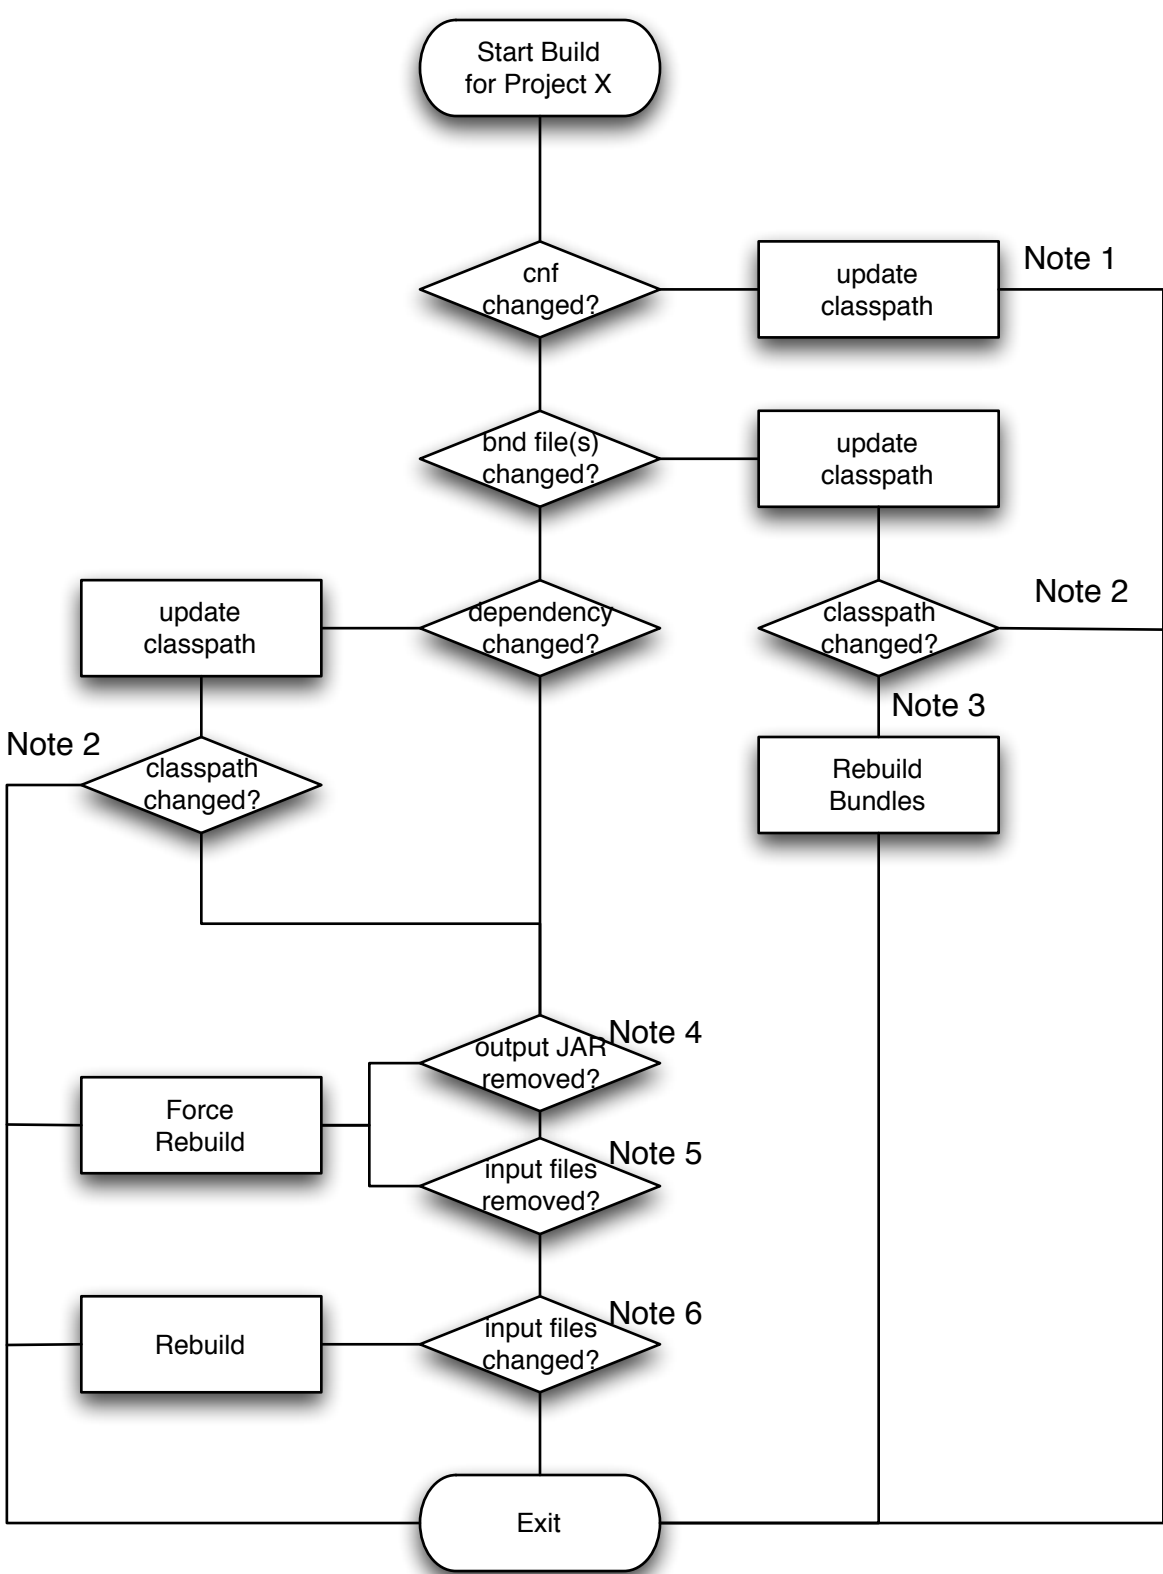 Start Build
for Project X
cnf
changed?
update
classpath
Note 1
bnd file(s)
changed?
update
classpath
update
classpath
dependency
changed?
classpath
changed?
Note 2
Note 3
Note 2
classpath
changed?
Rebuild
Bundles
output JAR
removed?
Note 4
Force
Rebuild
input files
removed?
Note 5
Rebuild
input files
changed?
Note 6
Exit